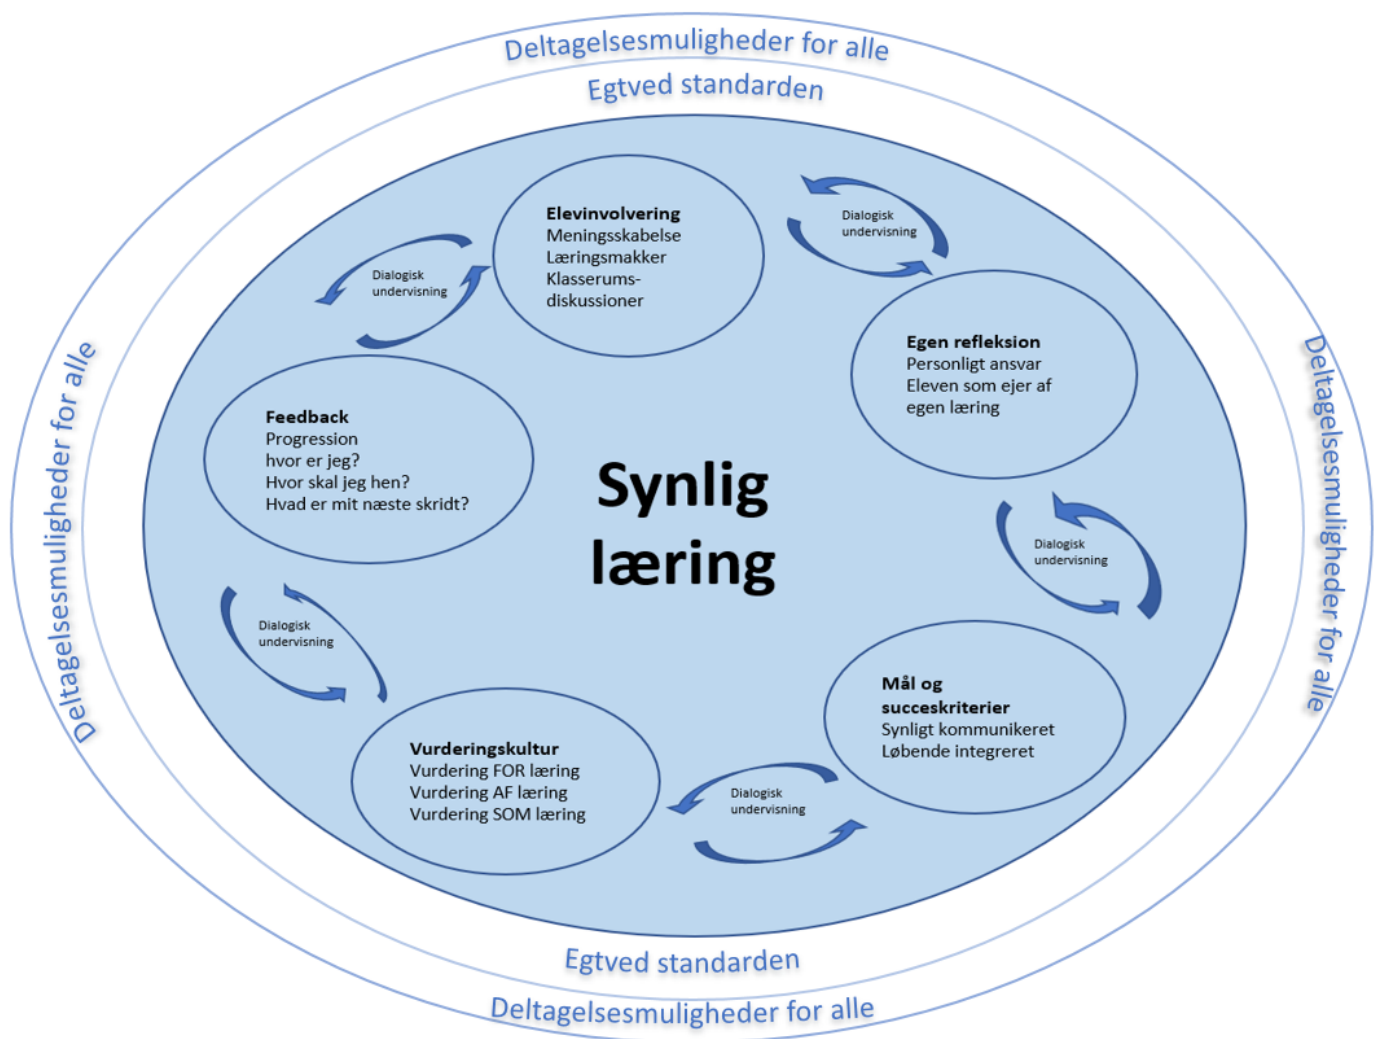 Deltagelsesmuligheder for alle
Egtved standarden
Elevinvolvering
Meningsskabelse
Læringsmakker
Klasserums-
diskussioner
Dialogisk
undervisning
Dialogisk
undervisning
Egen refleksion
Personligt ansvar
Eleven som ejer af
egen læring
Feedback
Progression
hvor er jeg?
Hvor skal jeg hen?
Hvad er mit næste skridt?
Synlig
læring
Deltagelsesmuligheder for alle
Deltagelsesmuligheder for alle
Dialogisk
undervisning
Dialogisk
undervisning
Mål og
succeskriterier
Synligt kommunikeret
Løbende integreret
Vurderingskultur
Vurdering FOR læring
Vurdering AF læring
Vurdering SOM læring
Dialogisk
undervisning
Egtved standarden
Deltagelsesmuligheder for alle